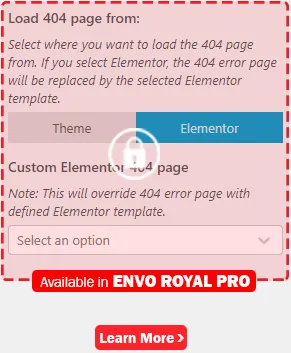 Load 404 page from:
Select where you want to load the 404 page
from. If you select Elementor, the 404 error page
will be replaced by the selected Elementor
template.
Theme
Elementor
Custom Elementor 404 page
Note: This will override 404 error page with
defined Elementor template.
Select an option
Available in ENVO ROYAL PRO
Learn More >